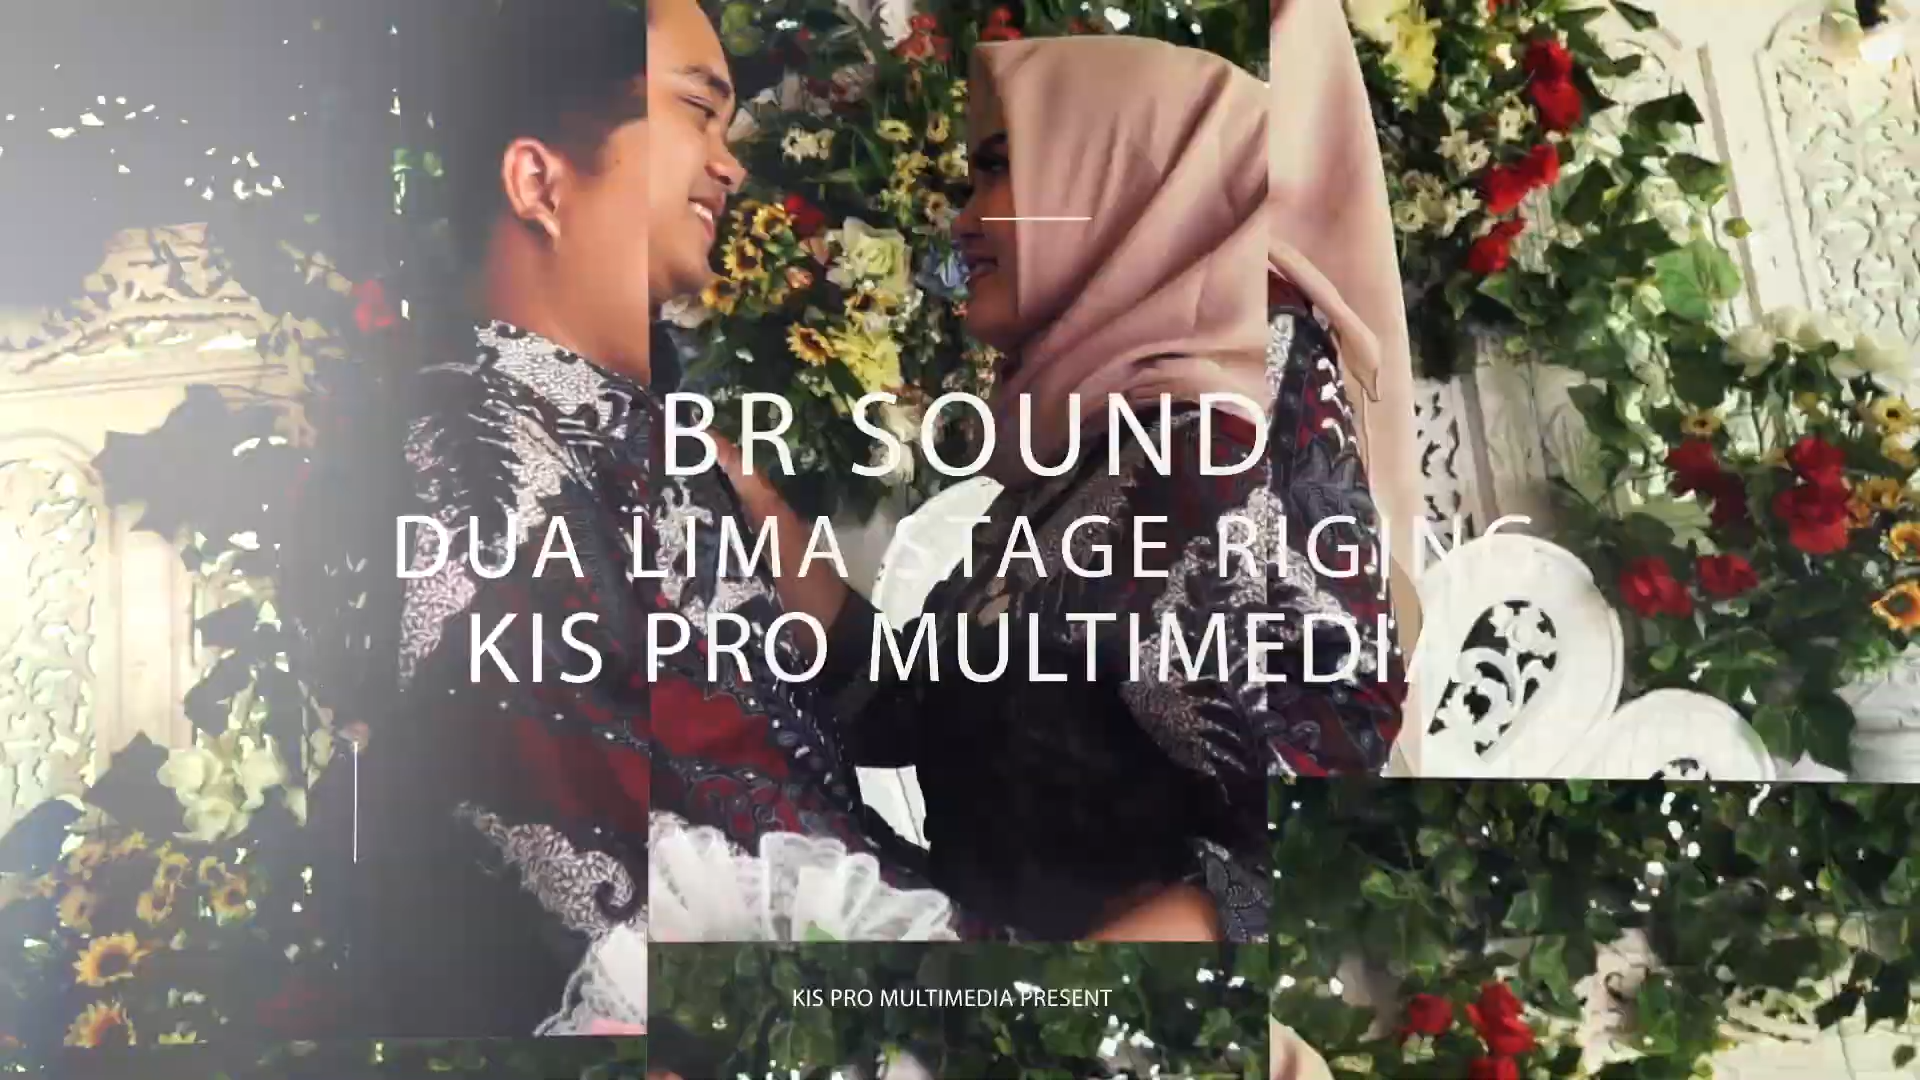 BR SOUND
DUA LIMA STAGE RIGING
KIS PRO MULTIMEDIA
KIS PRO MULTIMEDIA PRESENT